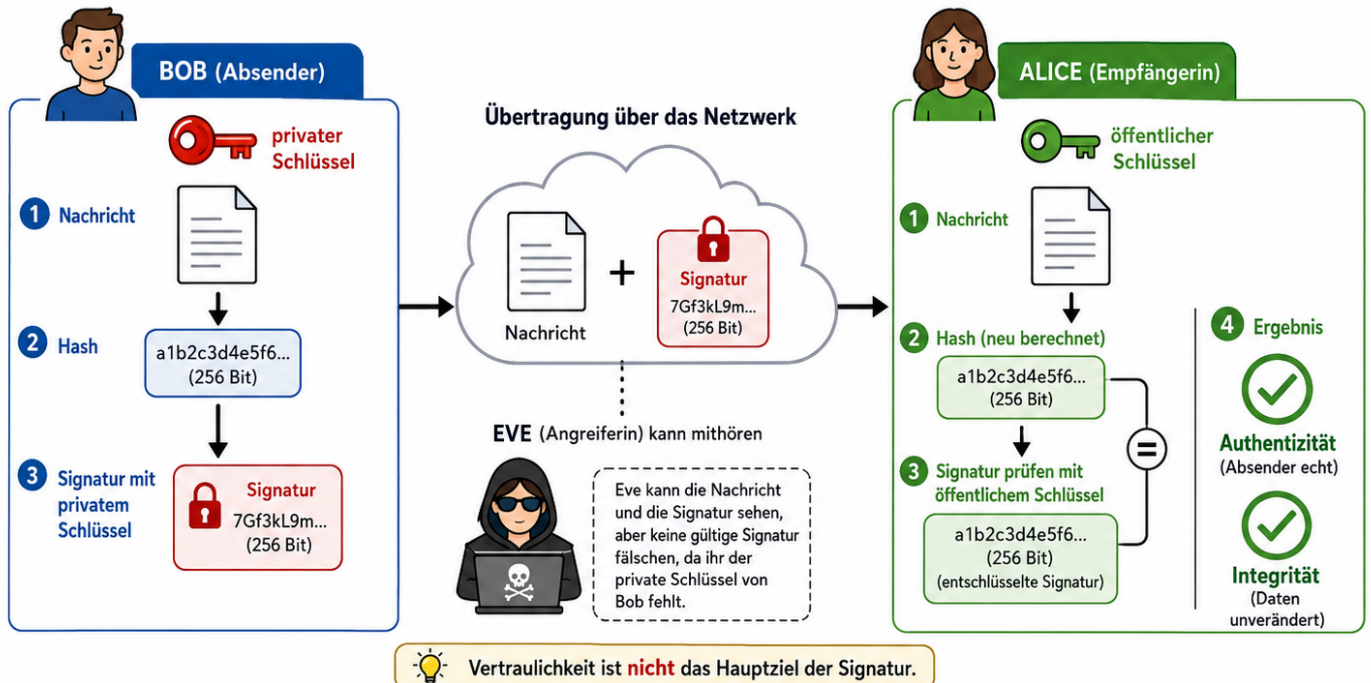 BOB (Absender)
privater
Schlüssel
1 Nachricht
2 Hash
a1b2c3d4e5f6...
(256 Bit)
3 Signatur mit
privatem
Schlüssel
Signatur
7Gf3kL9m...
(256 Bit)
Übertragung über das Netzwerk
Nachricht
+
Signatur
7Gf3kL9m...
(256 Bit)
EVE (Angreiferin) kann mithören
Eve kann die Nachricht
und die Signatur sehen,
aber keine gültige Signatur
fälschen, da ihr der
private Schlüssel von
Bob fehlt.
ALICE (Empfängerin)
öffentlicher
Schlüssel
1 Nachricht
2 Hash (neu berechnet)
a1b2c3d4e5f6...
(256 Bit)
3 Signatur prüfen mit
öffentlichem Schlüssel
a1b2c3d4e5f6...
(256 Bit)
(entschlüsselte Signatur)
=
4 Ergebnis
Authentizität
(Absender echt)
Integrität
(Daten
unverändert)
Vertraulichkeit ist nicht das Hauptziel der Signatur.